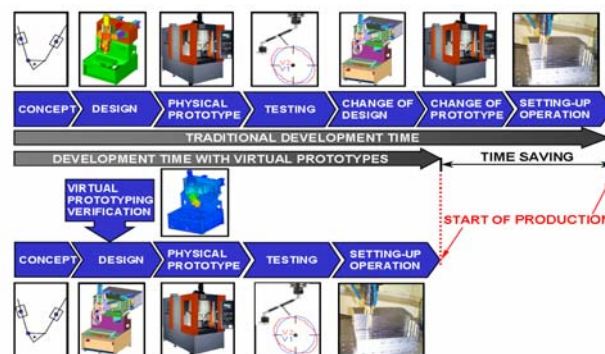 CONCEPT
DESIGN
PHYSICAL
PROTOTYPE
TESTING
CHANGE OF
DESIGN
CHANGE OF
PROTOTYPE
SETTING-UP
OPERATION
TRADITIONAL DEVELOPMENT TIME
DEVELOPMENT TIME WITH VIRTUAL PROTOTYPES
TIME SAVING
VIRTUAL
PROTOTYPING
VERIFICATION
START OF PRODUCTION
CONCEPT
DESIGN
PHYSICAL
PROTOTYPE
TESTING
SETTING-UP
OPERATION